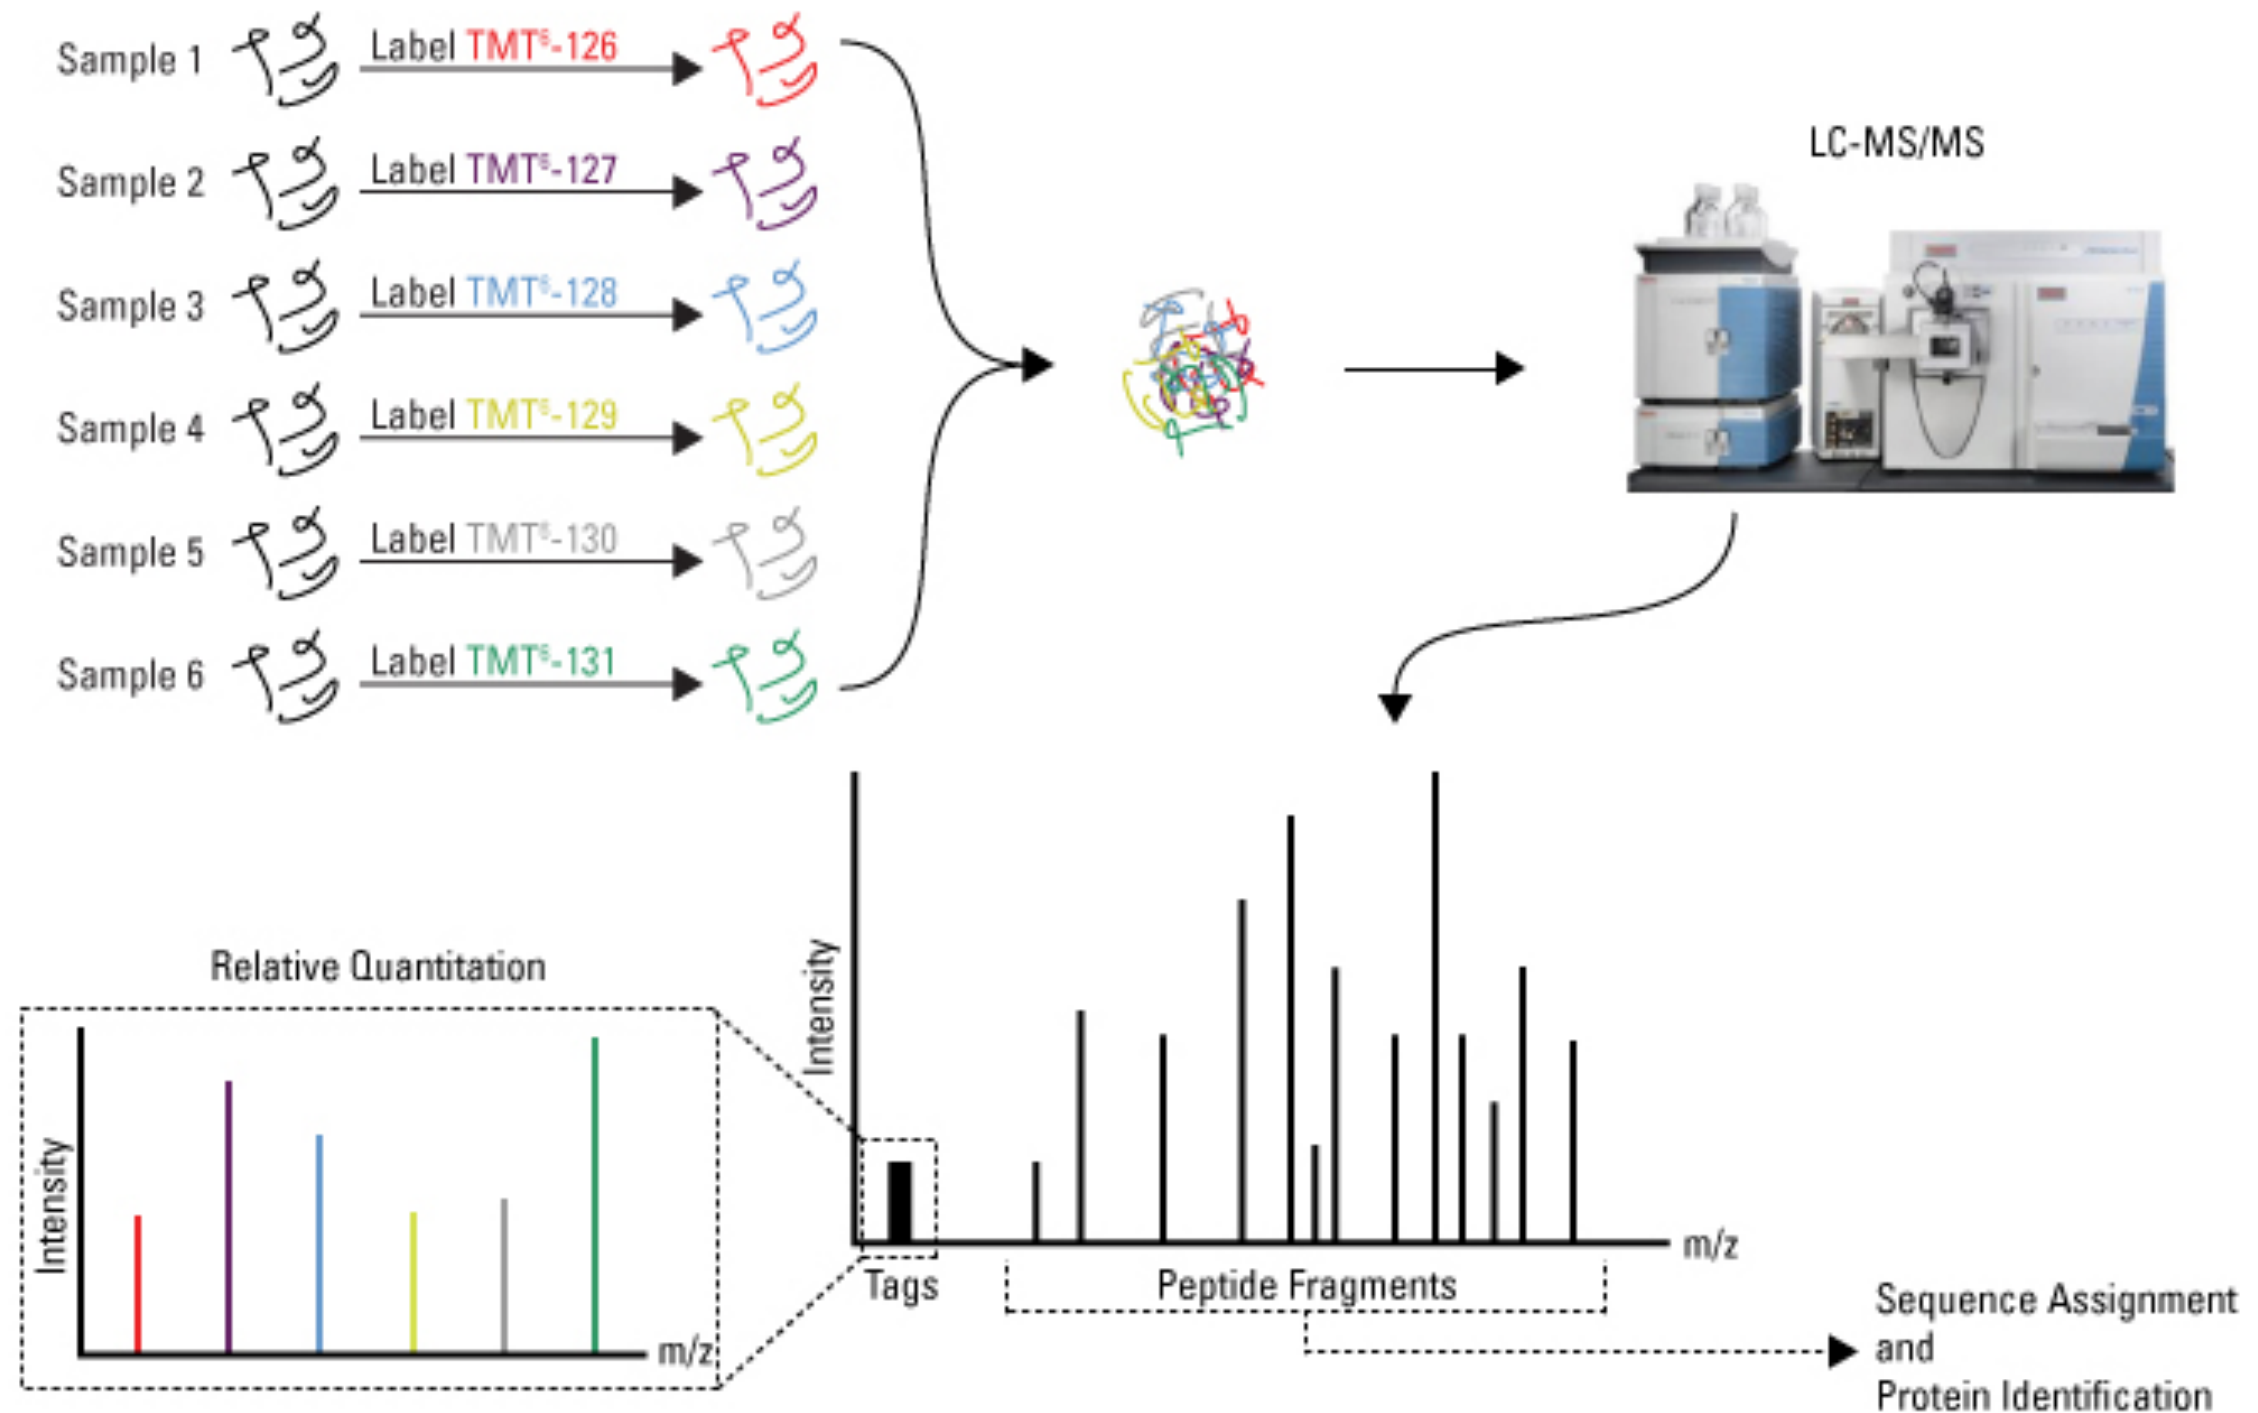 Sample 1
Label TMT⁶-126
Sample 2
Label TMT⁶-127
Sample 3
Label TMT⁶-128
Sample 4
Label TMT⁶-129
Sample 5
Label TMT⁶-130
Sample 6
Label TMT⁶-131
LC-MS/MS
Relative Quantitation
Intensity
m/z
Intensity
m/z
Tags
Peptide Fragments
Sequence Assignment
and
Protein Identification